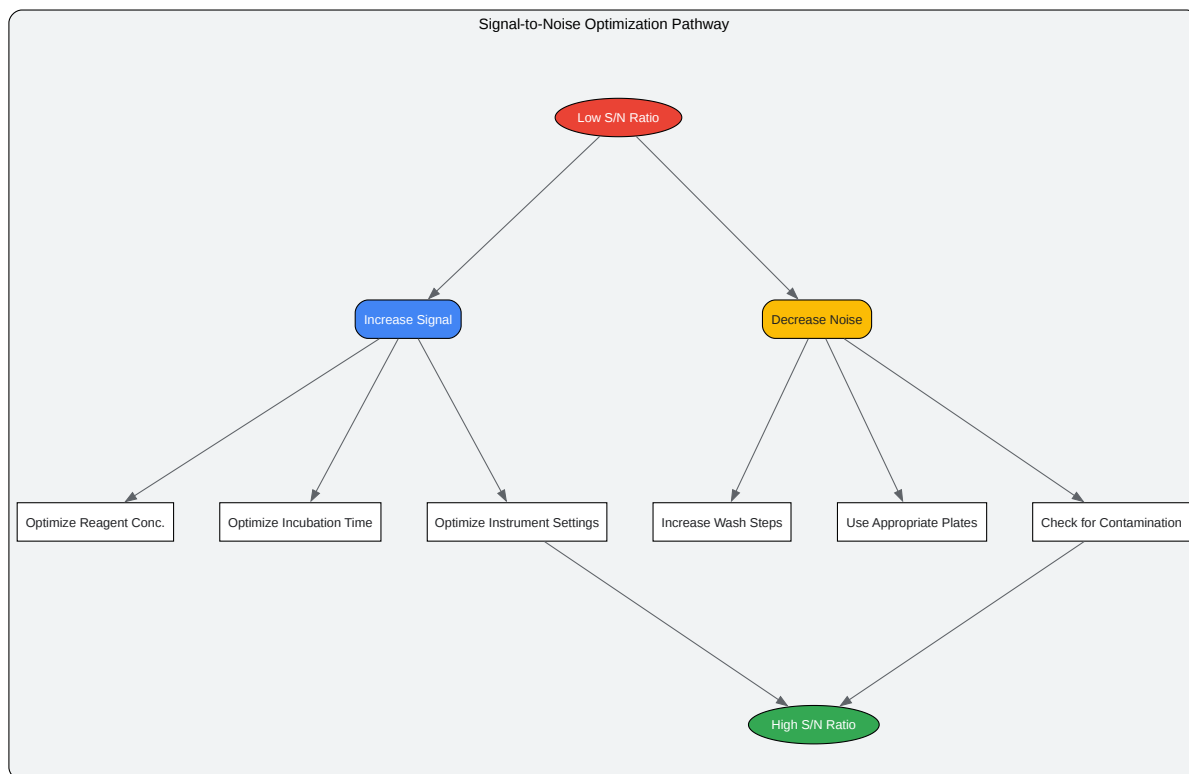 Signal-to-Noise Optimization Pathway
Low S/N Ratio
Increase Signal
Decrease Noise
Optimize Reagent Conc.
Optimize Incubation Time
Optimize Instrument Settings
Increase Wash Steps
Use Appropriate Plates
Check for Contamination
High S/N Ratio